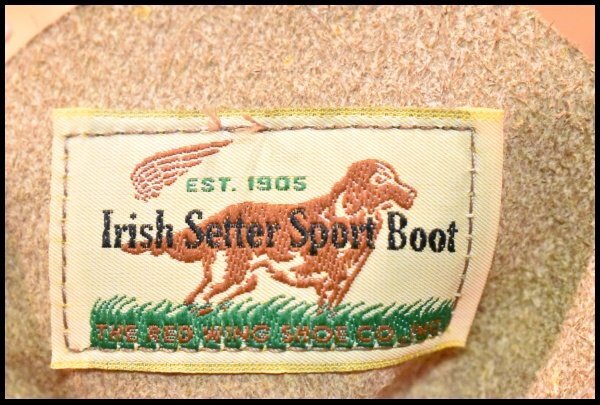 EST. 1905
Irish Setter Sport Boot
THE RED WING SHOE CO., INC.